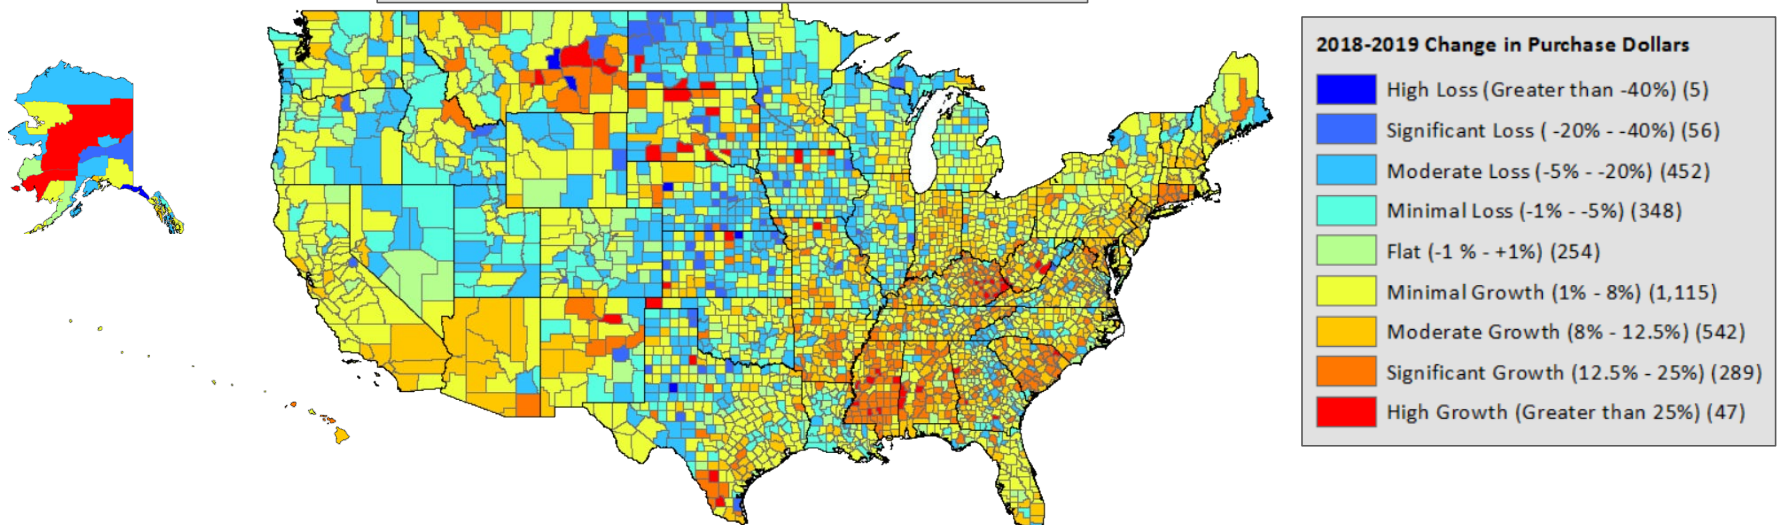 2018-2019 Change in Purchase Dollars
High Loss (Greater than -40%) (5)
Significant Loss ( -20% - -40%) (56)
Moderate Loss (-5% - -20%) (452)
Minimal Loss (-1% - -5%) (348)
Flat (-1 % - +1%) (254)
Minimal Growth (1% - 8%) (1,115)
Moderate Growth (8% - 12.5%) (542)
Significant Growth (12.5% - 25%) (289)
High Growth (Greater than 25%) (47)